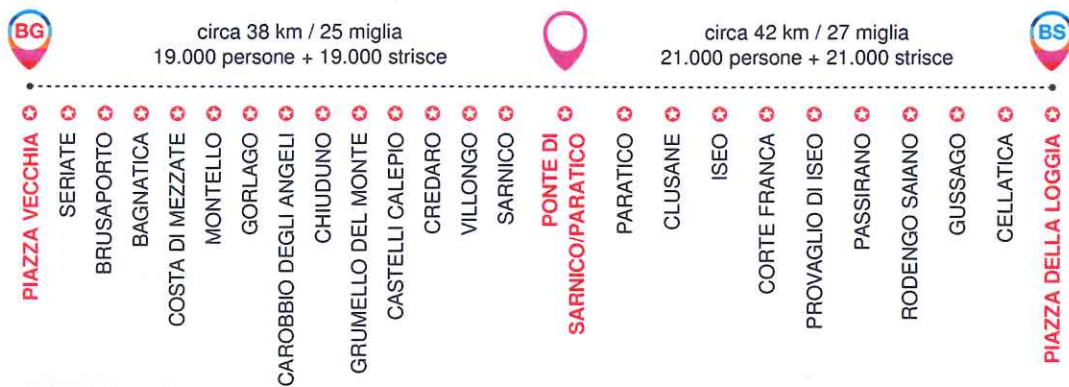 BG
circa 38 km / 25 miglia
19.000 persone + 19.000 strisce
circa 42 km / 27 miglia
21.000 persone + 21.000 strisce
BS
PIAZZA VECCHIA
SERIATE
BRUSAPORTO
BAGNATICA
COSTA DI MEZZATE
MONTELLO
GORLAGO
CAROBBIO DEGLI ANGELI
CHIUDUNO
GRUMELLO DEL MONTE
CASTELLI CALEPIO
CREDARO
VILLONGO
SARNICO
PONTE DI
SARNICO/PARATICO
PARATICO
CLUSANE
ISEO
CORTE FRANCA
PROVAGLIO DI ISEO
PASSIRANO
RODENGO SAIANO
GUSSAGO
CELLATICA
PIAZZA DELLA LOGGIA